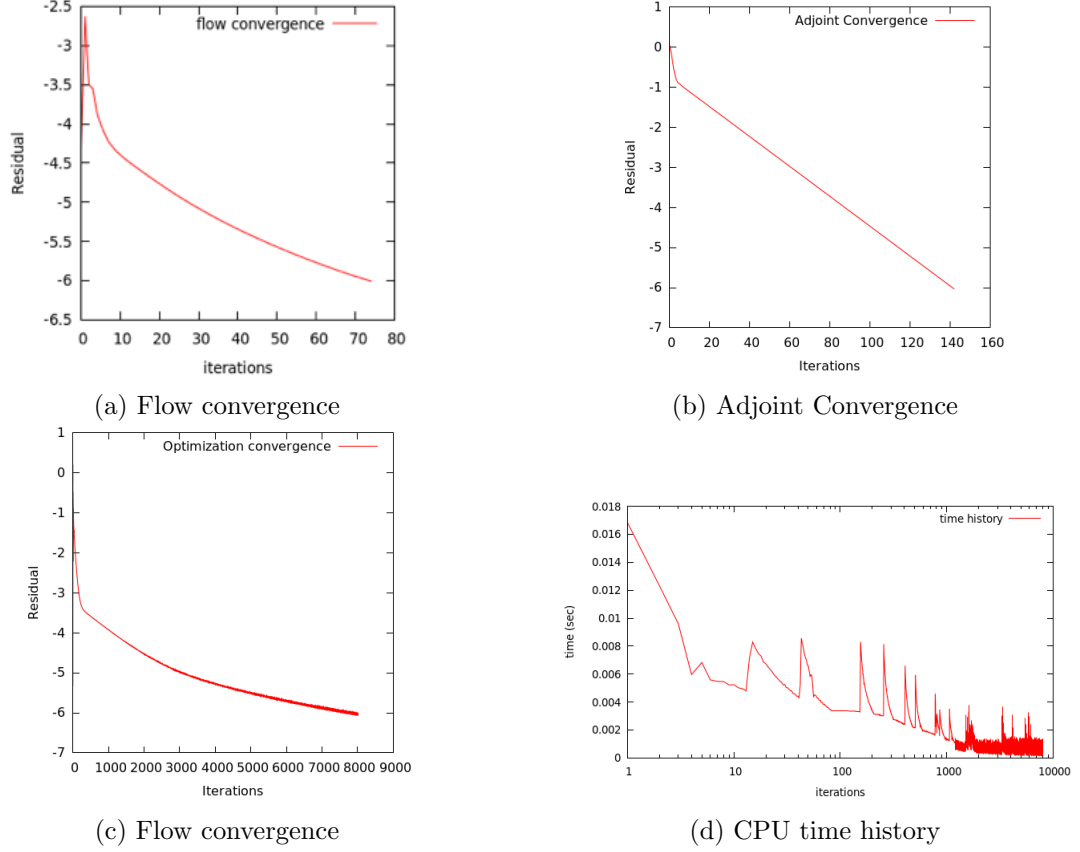 -2.5
-3
-3.5
-4
-4.5
-5
-5.5
-6
-6.5
Residual
flow convergence
0 10 20 30 40 50 60 70 80
iterations
(a) Flow convergence
1
0
-1
-2
-3
-4
-5
-6
-7
Residual
Adjoint Convergence
0 20 40 60 80 100 120 140 160
Iterations
(b) Adjoint Convergence
1
0
-1
-2
-3
-4
-5
-6
-7
Residual
Optimization convergence
0 1000 2000 3000 4000 5000 6000 7000 8000 9000
Iterations
(c) Flow convergence
0.018
0.016
0.014
0.012
0.01
0.008
0.006
0.004
0.002
0
time (sec)
time history
1 10 100 1000 10000
iterations
(d) CPU time history